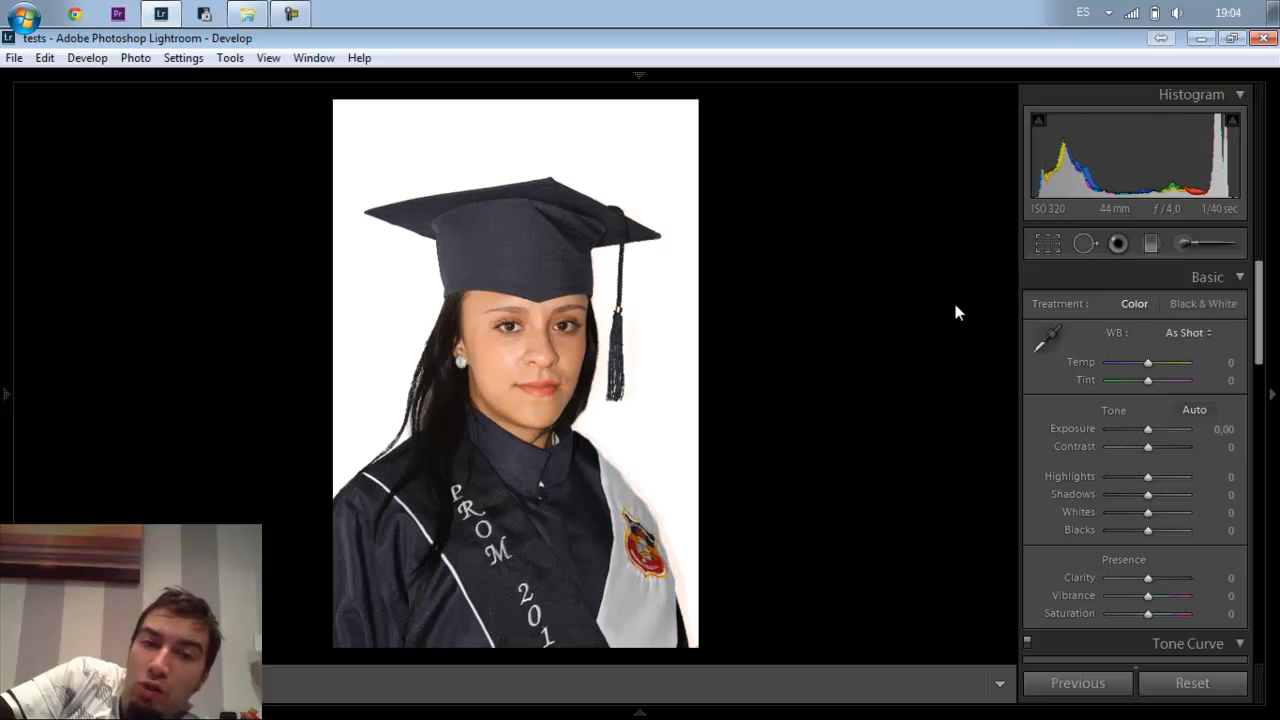 ES
19:04
tests - Adobe Photoshop Lightroom - Develop
File Edit Develop Photo Settings Tools View Window Help
Histogram
ISO 320 44 mm ƒ / 4,0 1/40 sec
Basic
Treatment : Color Black & White
WB : As Shot
Temp 0
Tint 0
Tone Auto
Exposure 0,00
Contrast 0
Highlights 0
Shadows 0
Whites 0
Blacks 0
Presence
Clarity 0
Vibrance 0
Saturation 0
Tone Curve
Previous Reset
PROM 201